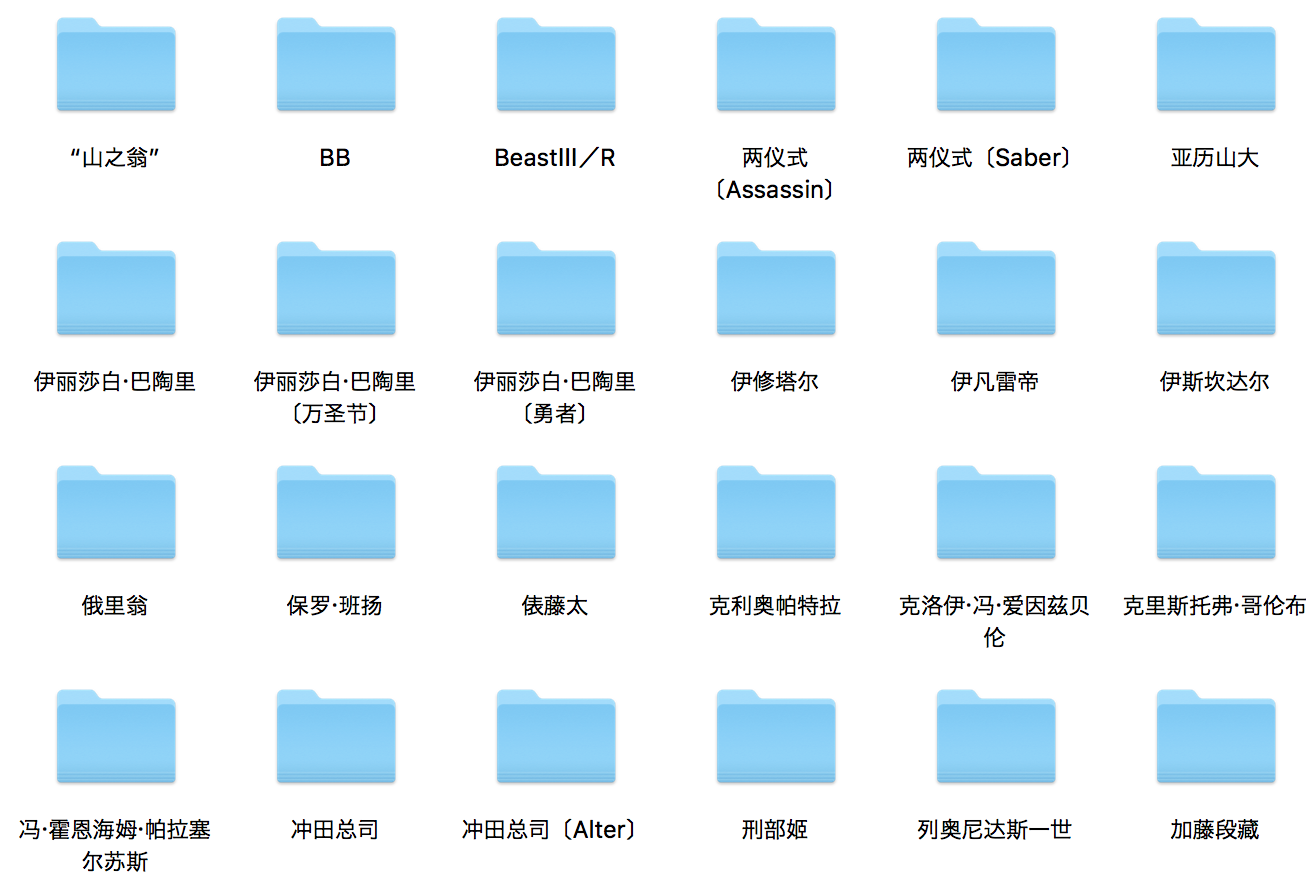 “山之翁”
BB
BeastIII／R
两仪式
〔Assassin〕
两仪式〔Saber〕
亚历山大
伊丽莎白·巴陶里
伊丽莎白·巴陶里
〔万圣节〕
伊丽莎白·巴陶里
〔勇者〕
伊修塔尔
伊凡雷帝
伊斯坎达尔
俄里翁
保罗·班扬
俵藤太
克利奥帕特拉
克洛伊·冯·爱因兹贝
伦
克里斯托弗·哥伦布
冯·霍恩海姆·帕拉塞
尔苏斯
冲田总司
冲田总司〔Alter〕
刑部姬
列奥尼达斯一世
加藤段藏